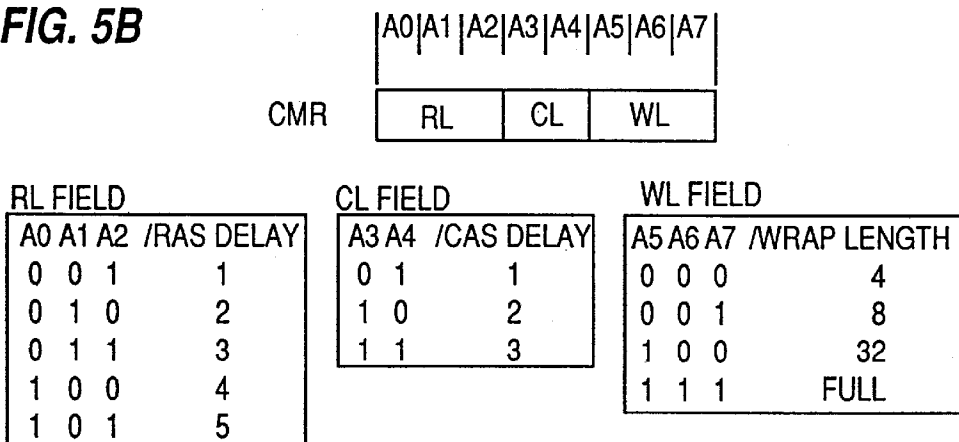 FIG. 5B
A0 A1 A2 A3 A4 A5 A6 A7
CMR RL CL WL
RL FIELD
A0 A1 A2 /RAS DELAY
0 0 1 1
0 1 0 2
0 1 1 3
1 0 0 4
1 0 1 5
CL FIELD
A3 A4 /CAS DELAY
0 1 1
1 0 2
1 1 3
WL FIELD
A5 A6 A7 /WRAP LENGTH
0 0 0 4
0 0 1 8
1 0 0 32
1 1 1 FULL